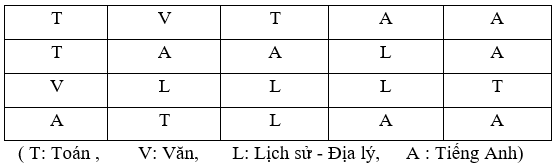 T V T A A
T A A L A
V L L L T
A T L A A
( T: Toán , V: Văn, L: Lịch sử - Địa lý, A : Tiếng Anh)